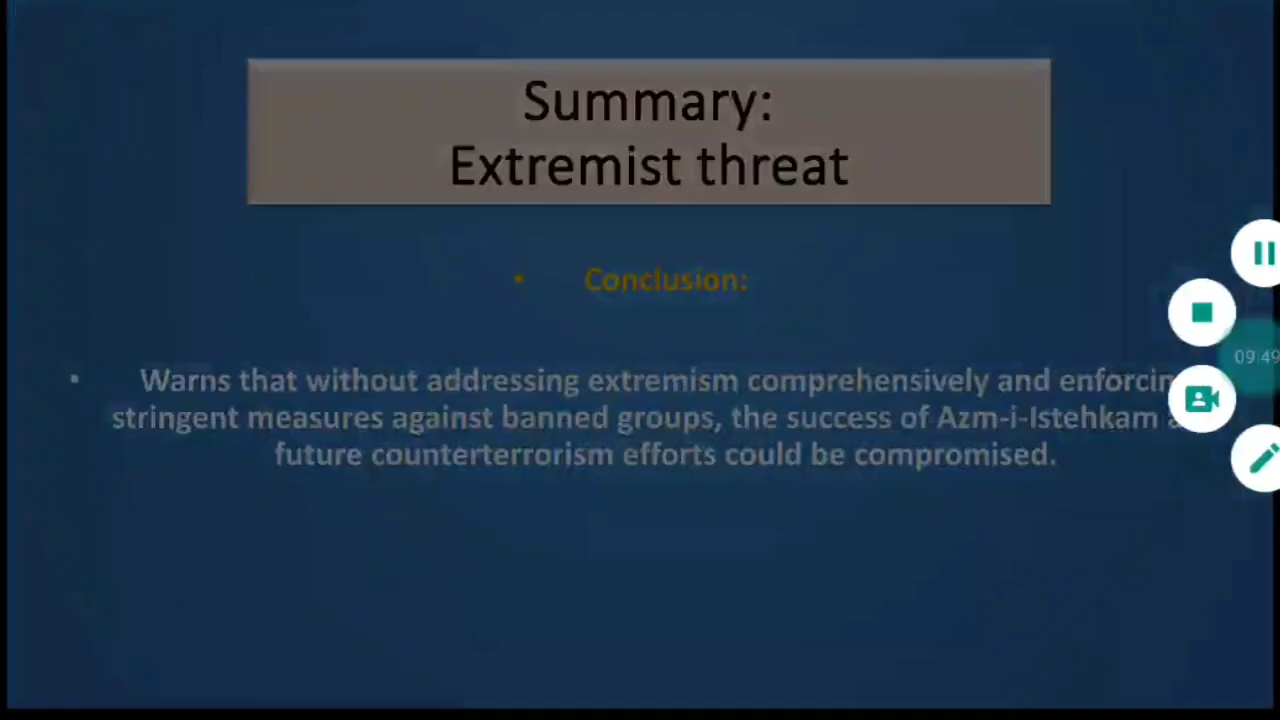 Summary:
Extremist threat
• Conclusion:
• Warns that without addressing extremism comprehensively and
stringent measures against banned groups, the success of Azm-i-Istehkam
future counterterrorism efforts could be compromised.
09:49